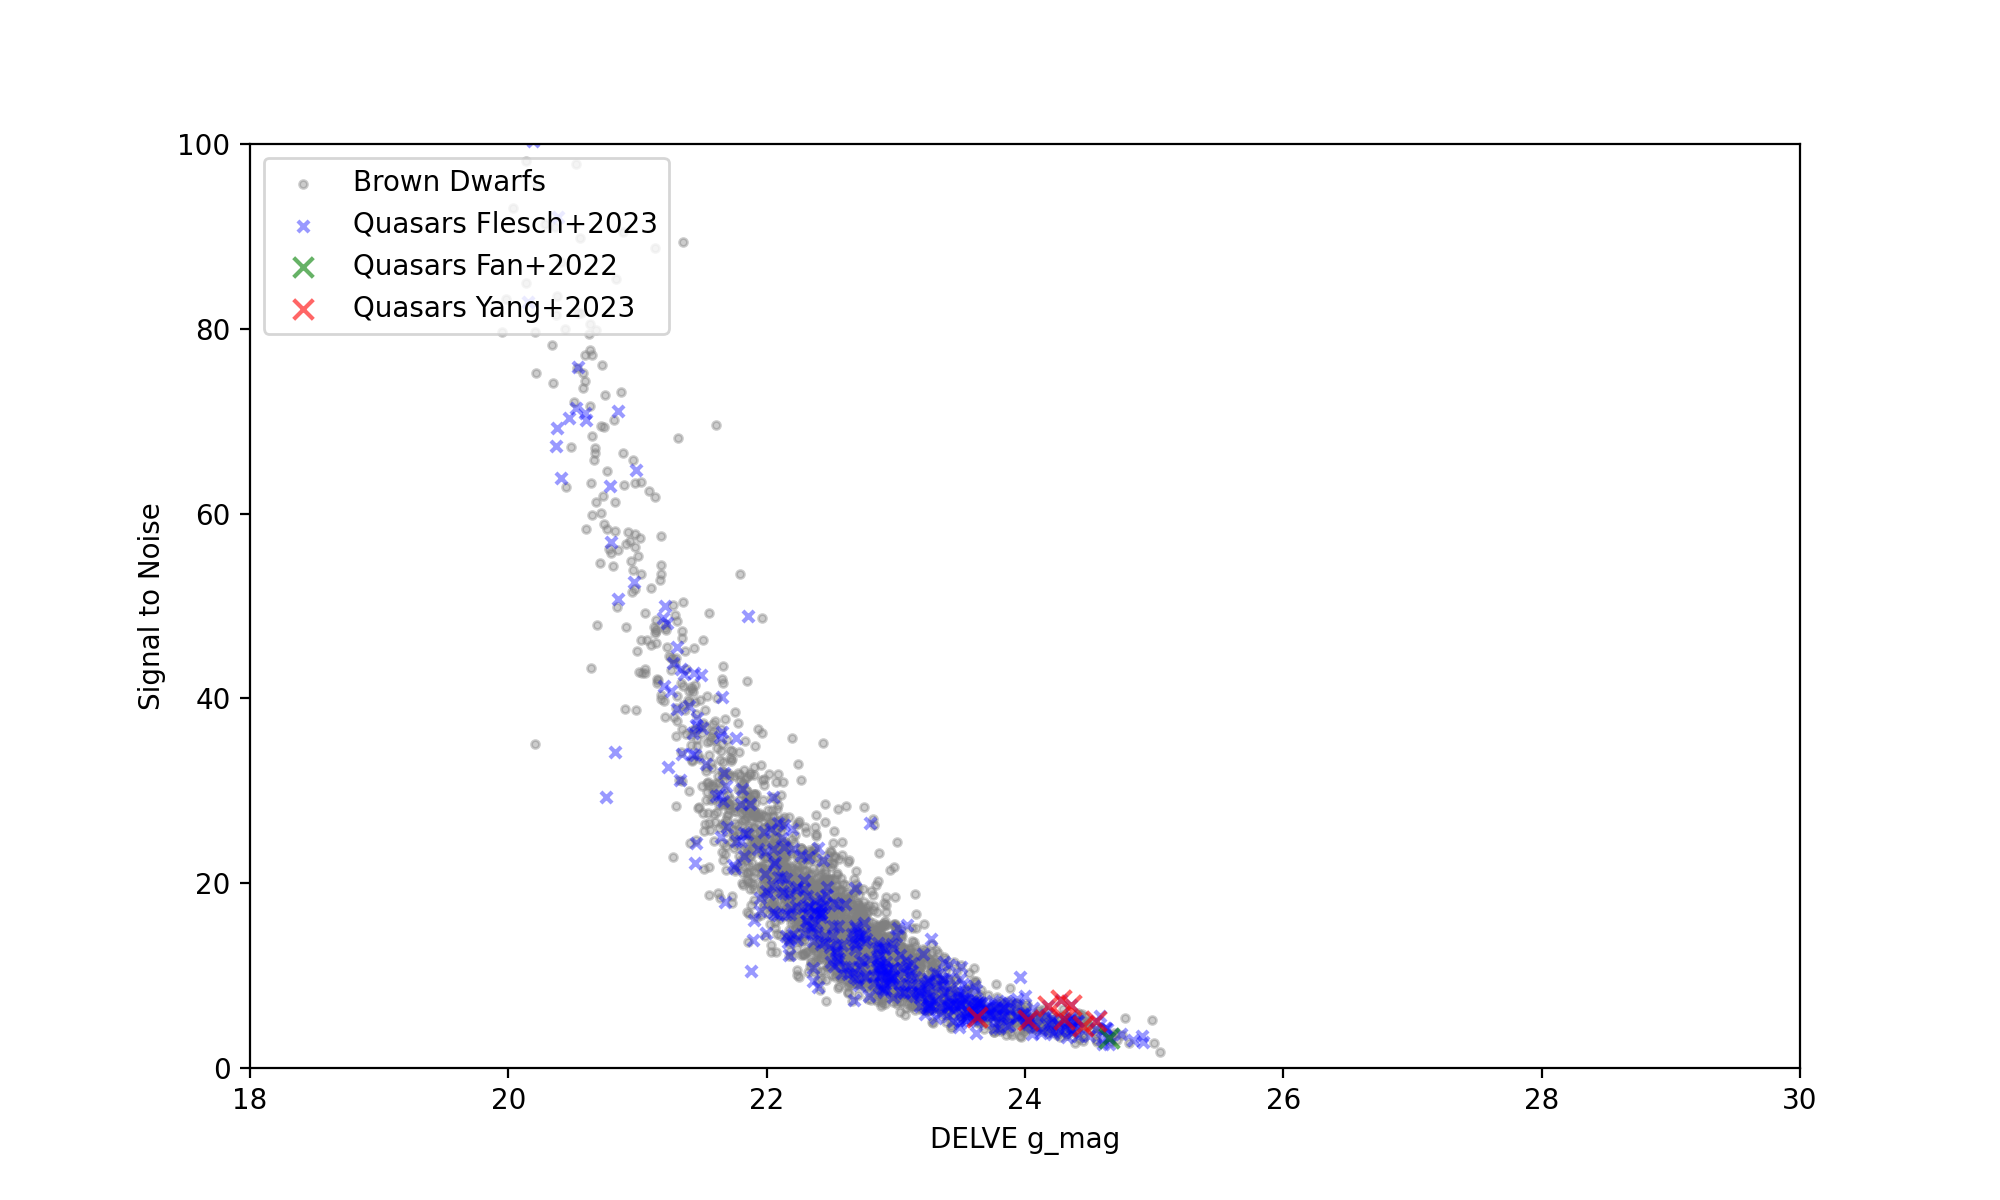 100
80
60
40
20
0
Signal to Noise
Brown Dwarfs
Quasars Flesch+2023
Quasars Fan+2022
Quasars Yang+2023
18 20 22 24 26 28 30
DELVE g_mag